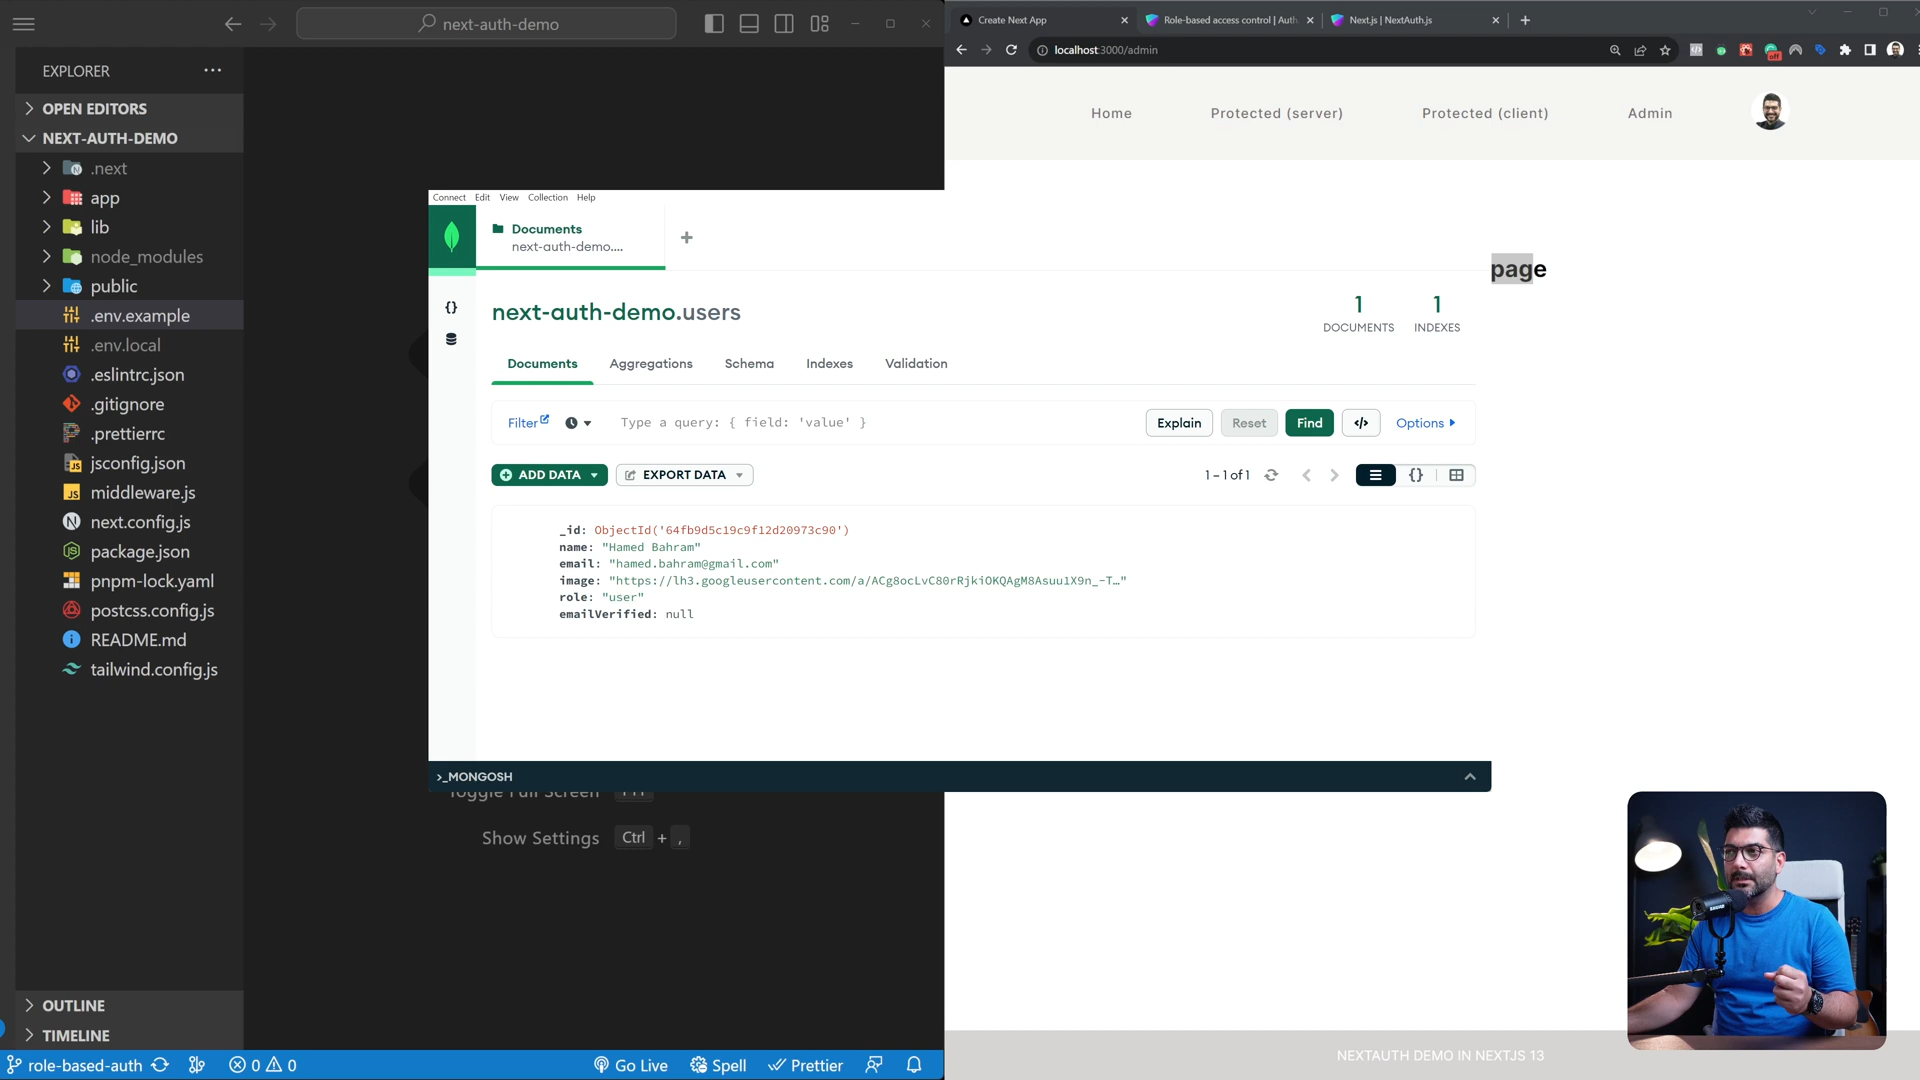 next-auth-demo
EXPLORER
OPEN EDITORS
NEXT-AUTH-DEMO
.next
app
lib
node_modules
public
.env.example
.env.local
.eslintrc.json
.gitignore
.prettierrc
jsconfig.json
middleware.js
next.config.js
package.json
pnpm-lock.yaml
postcss.config.js
README.md
tailwind.config.js
OUTLINE
TIMELINE
role-based-auth
0 0
Go Live
Spell
Prettier
Toggle Full Screen F11
Show Settings Ctrl + ,
Create Next App
Role-based access control | Auth
Next.js | NextAuth.js
localhost:3000/admin
Home
Protected (server)
Protected (client)
Admin
page
Connect Edit View Collection Help
Documents
next-auth-demo....
next-auth-demo.users
1
DOCUMENTS
1
INDEXES
Documents
Aggregations
Schema
Indexes
Validation
Filter
Type a query: { field: 'value' }
Explain
Reset
Find
</>
Options
ADD DATA
EXPORT DATA
1 – 1 of 1
{}
_id: ObjectId('64fb9d5c19c9f12d20973c90')
name: "Hamed Bahram"
email: "hamed.bahram@gmail.com"
image: "https://lh3.googleusercontent.com/a/ACg8ocLvC80rRjkiOKQAgM8Asuu1X9n_-T…"
role: "user"
emailVerified: null
>_MONGOSH
NEXTAUTH DEMO IN NEXTJS 13